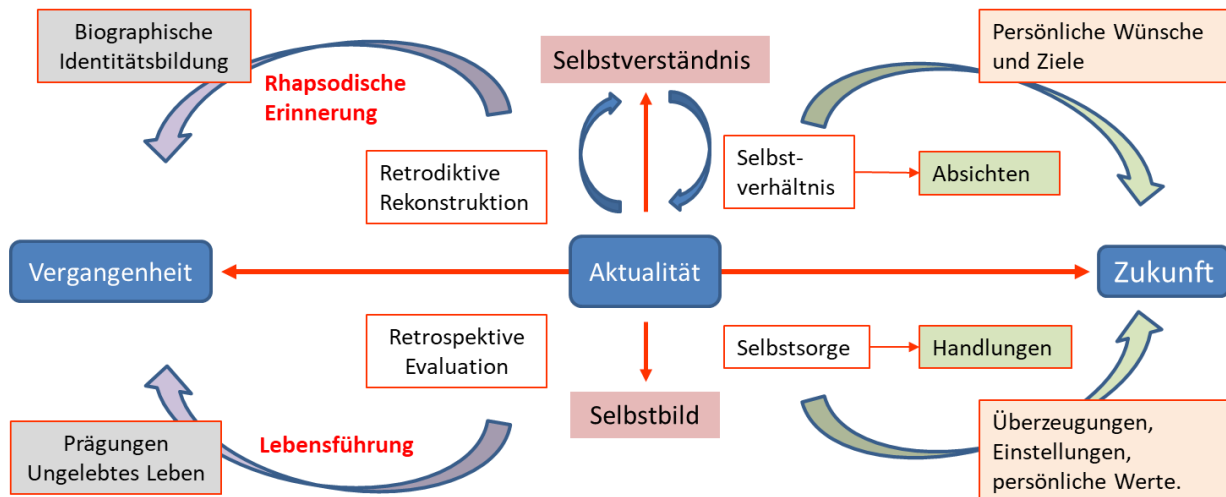 Biographische
Identitätsbildung
Rhapsodische
Erinnerung
Selbstverständnis
Persönliche Wünsche
und Ziele
Retrodiktive
Rekonstruktion
Selbst-
verhältnis
Absichten
Vergangenheit
Aktualität
Zukunft
Retrospektive
Evaluation
Selbstsorge
Handlungen
Selbstbild
Prägungen
Ungelebtes Leben
Lebensführung
Überzeugungen,
Einstellungen,
persönliche Werte.